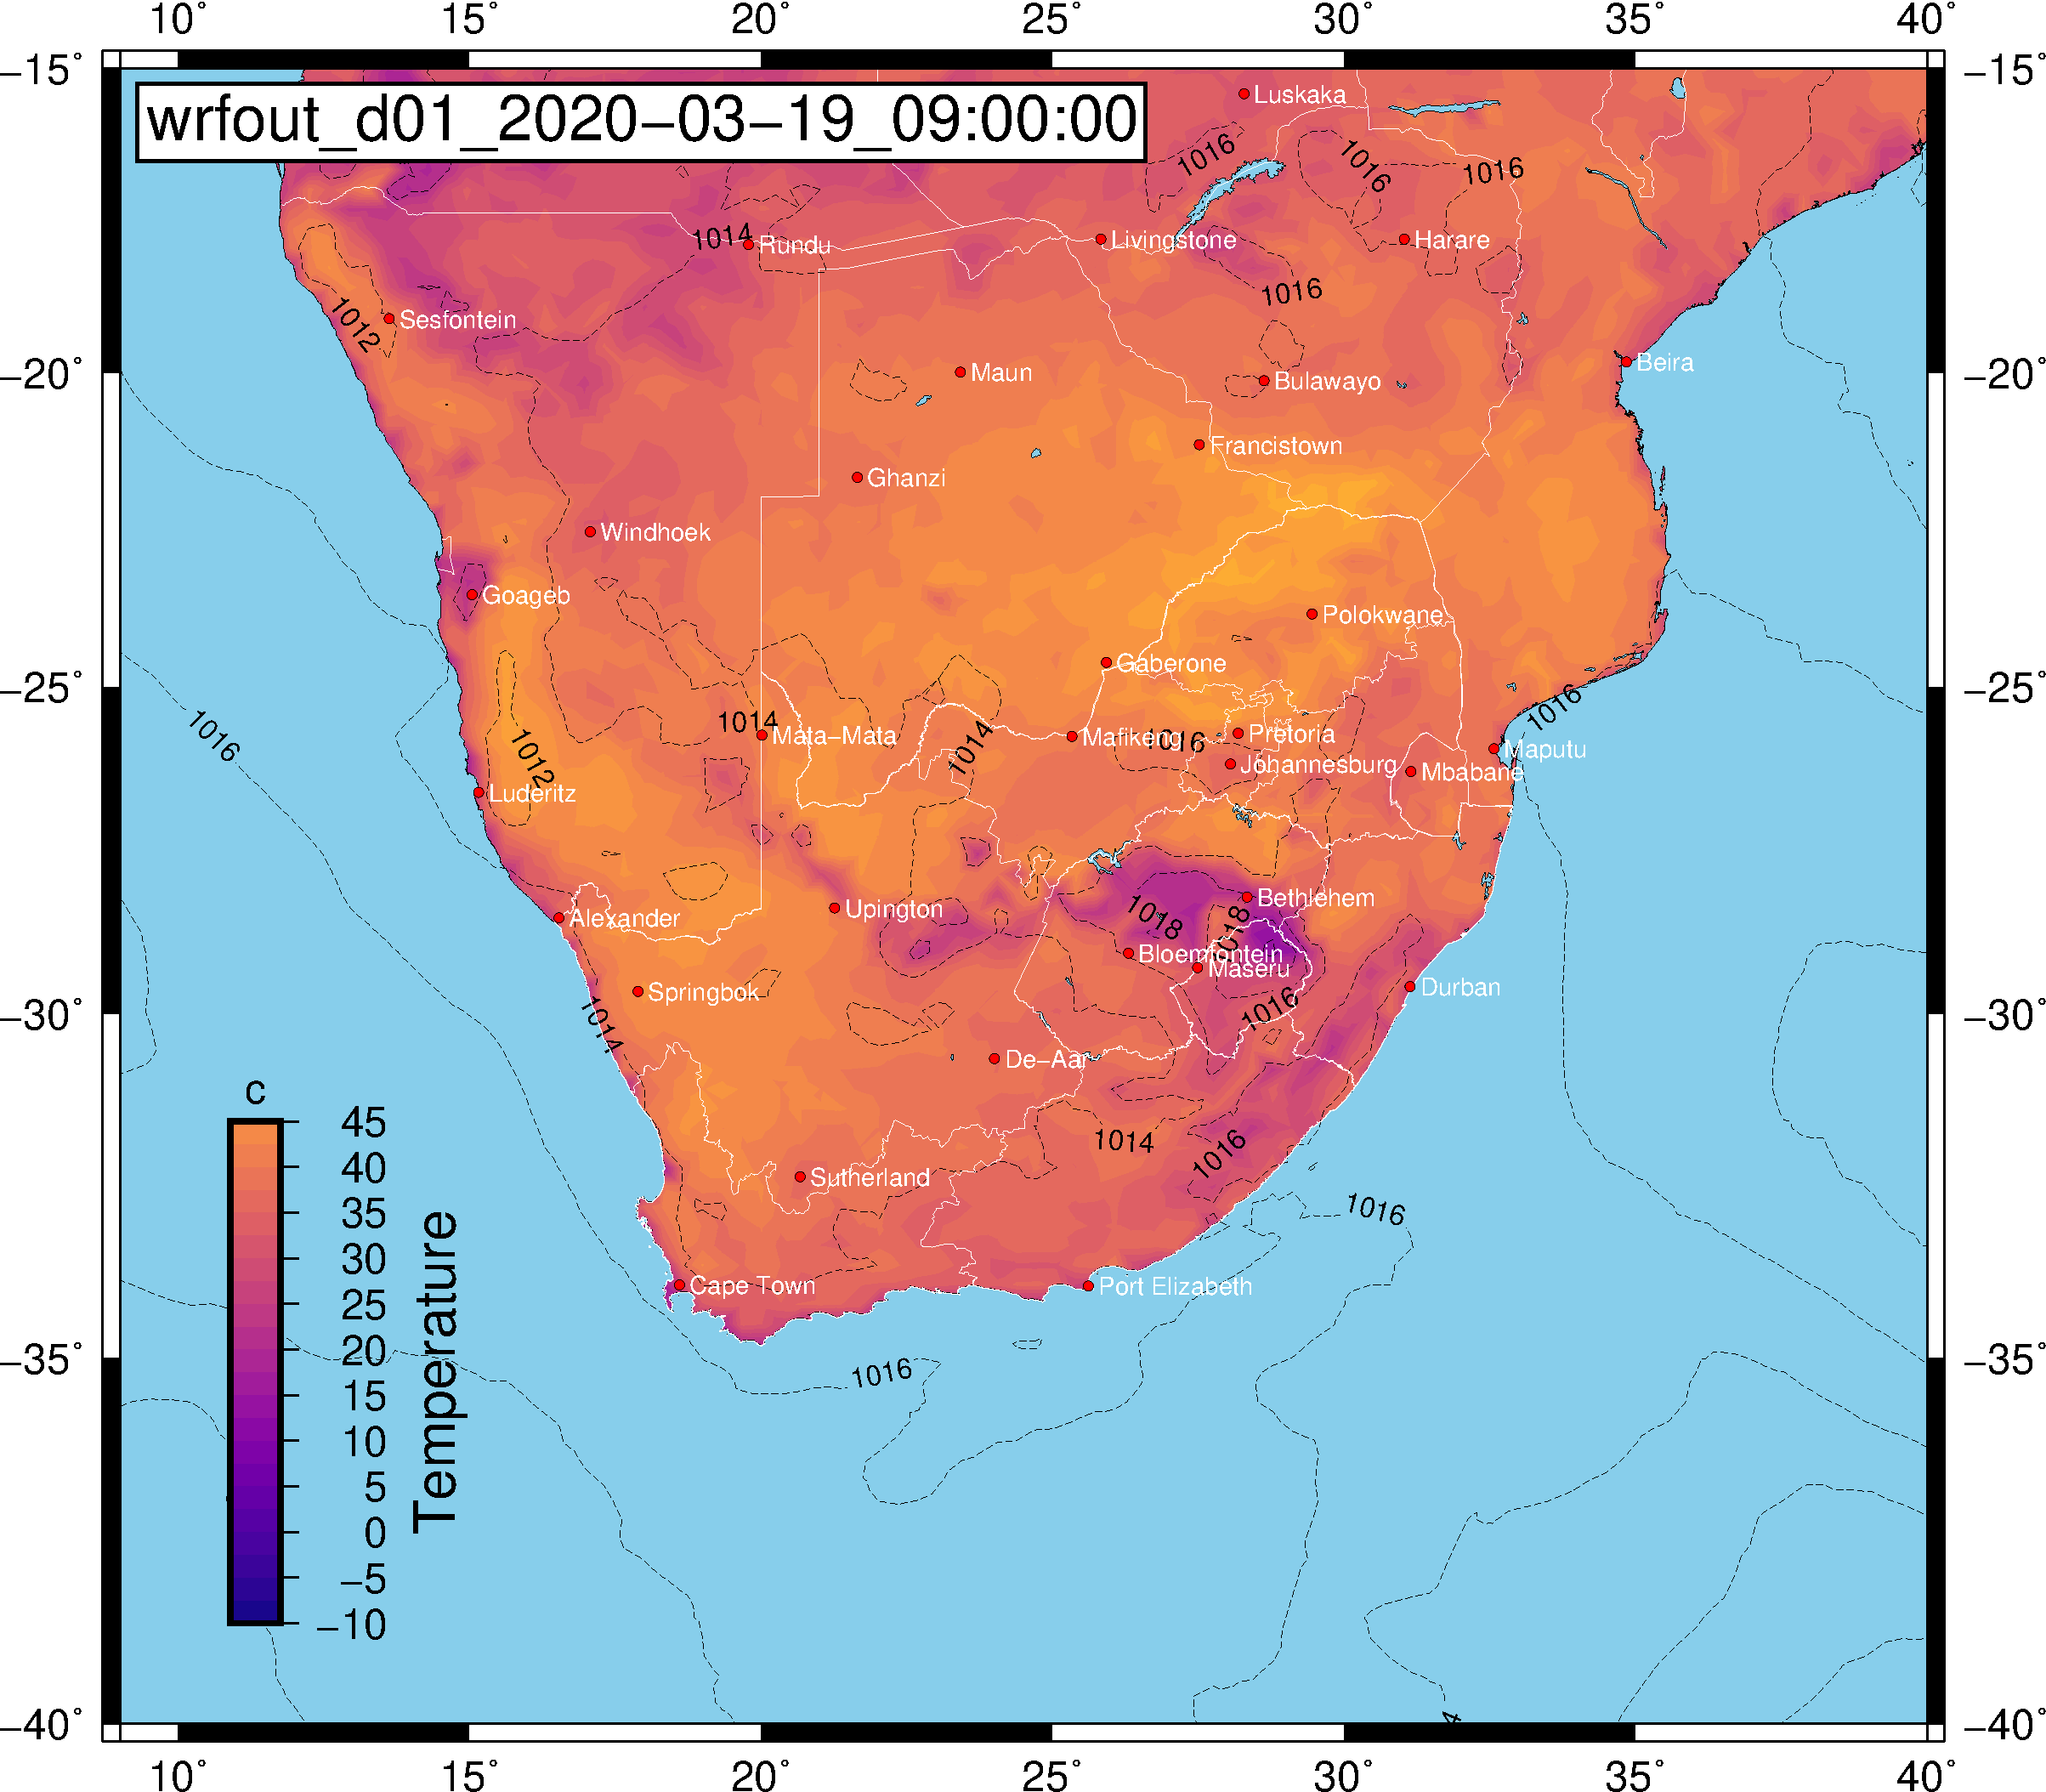 10° 15° 20° 25° 30° 35° 40°
−15° −15°
wrfout_d01_2020−03−19_09:00:00
Luskaka
1016 1016 1016
1014 Rundu Livingstone Harare
1016
1012 Sesfontein
−20° Maun Bulawayo Beira −20°
Francistown
Ghanzi
Windhoek
Goageb Polokwane
Gaberone
−25° −25°
1016 1014 Mata−Mata 1014 Mafikeng 1016 Pretoria 1016
1012 Johannesburg Mbabane Maputu
Luderitz
Bethlehem
Alexander Upington 1018 1018
Bloemfontein
Maseru
Springbok Durban
−30° 1014 1016 −30°
De−Aar
c
45 1014 1016
40 Sutherland
35 1016
30
25 Cape Town Port Elizabeth
20
−35° 1016 −35°
15
10
5
0
−5
−10
Temperature
4
−40° −40°
10° 15° 20° 25° 30° 35° 40°